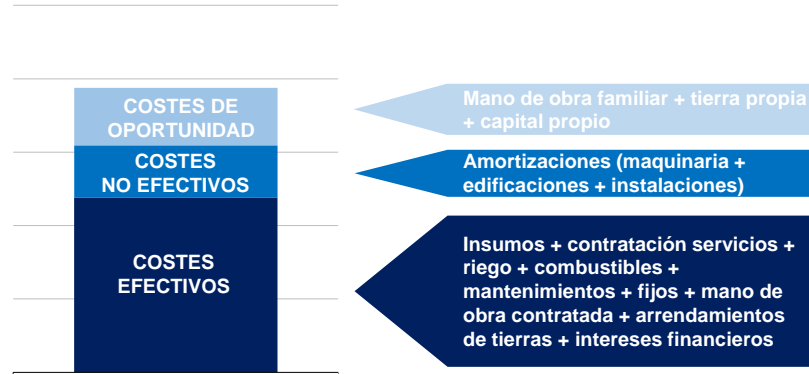 COSTES DE
OPORTUNIDAD
Mano de obra familiar + tierra propia
+ capital propio
COSTES
NO EFECTIVOS
Amortizaciones (maquinaria +
edificaciones + instalaciones)
COSTES
EFECTIVOS
Insumos + contratación servicios +
riego + combustibles +
mantenimientos + fijos + mano de
obra contratada + arrendamientos
de tierras + intereses financieros